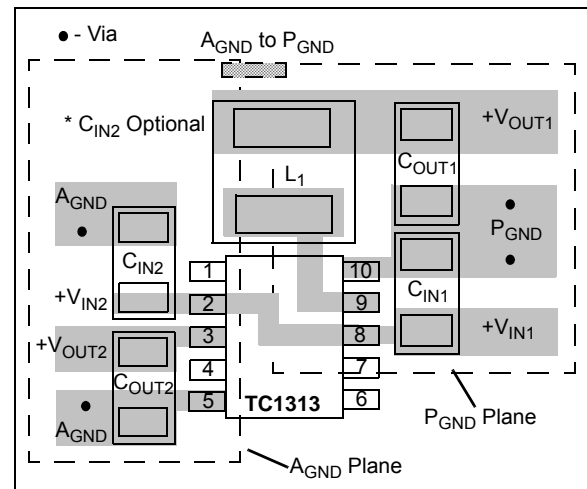 ● - Via
AGND to PGND
* CIN2 Optional
+VOUT1
COUT1
L1
AGND
PGND
CIN2
1
10
CIN1
+VIN2
2
9
+VIN1
3
8
+VOUT2
4
7
COUT2
5
TC1313
6
AGND
PGND Plane
AGND Plane